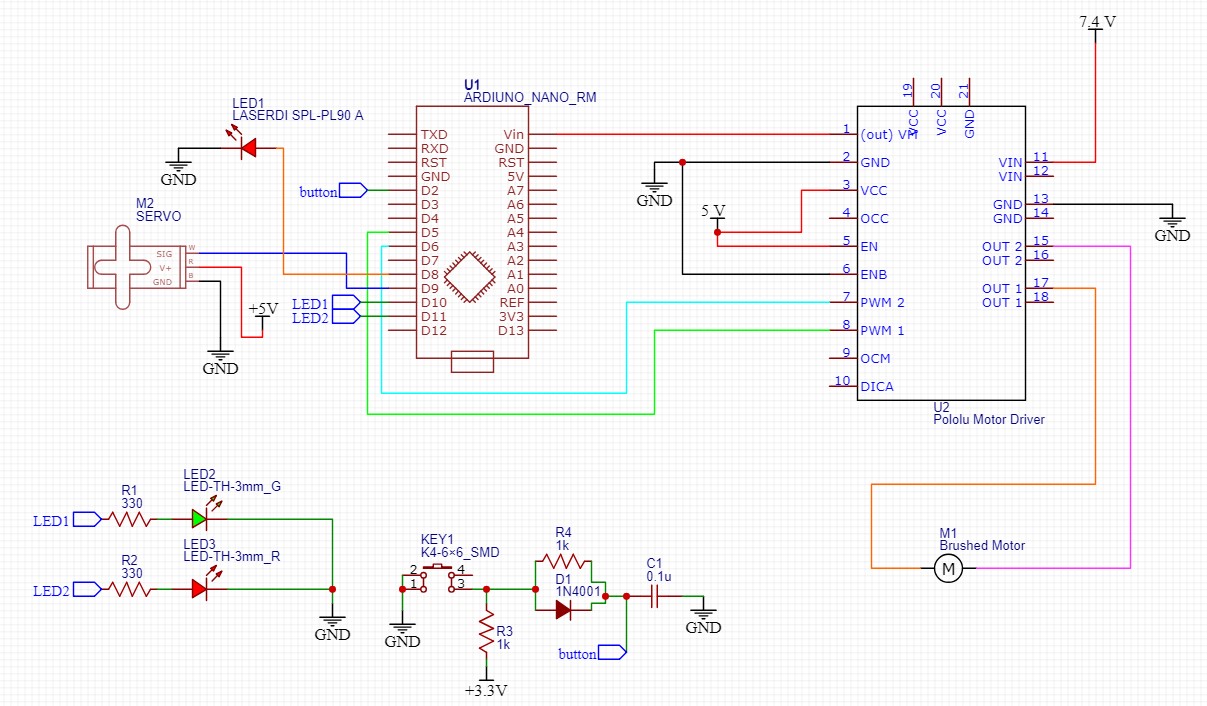 7.4 V
U1
ARDIUNO_NANO_RM
LED1
LASERDI SPL-PL90 A
GND
button
TXD
RXD
RST
GND
D2
D3
D4
D5
D6
D7
D8
D9
D10
D11
D12
Vin
GND
RST
5V
A7
A6
A5
A4
A3
A2
A1
A0
REF
3V3
D13
LED1
LED2
M2
SERVO
SIG
V+
GND
W
R
B
+5V
GND
GND
5 V
19
20
21
VCC
VCC
GND
1 (out) VM
2 GND
3 VCC
4 OCC
5 EN
6 ENB
7 PWM 2
8 PWM 1
9 OCM
10 DICA
VIN 11
VIN 12
GND 13
GND 14
OUT 2 15
OUT 2 16
OUT 1 17
OUT 1 18
GND
U2
Pololu Motor Driver
M1
Brushed Motor
M
LED1
R1
330
LED2
LED-TH-3mm_G
LED2
R2
330
LED3
LED-TH-3mm_R
GND
KEY1
K4-6×6_SMD
2
1
4
3
GND
R3
1k
+3.3V
R4
1k
D1
1N4001
C1
0.1u
GND
button